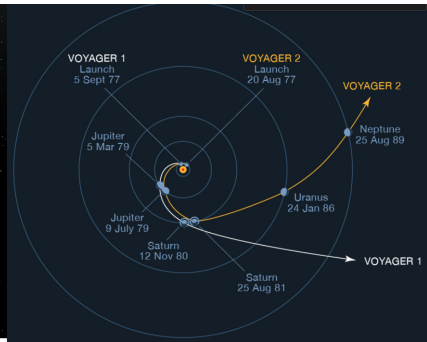 VOYAGER 1
Launch
5 Sept 77
VOYAGER 2
Launch
20 Aug 77
VOYAGER 2
Neptune
25 Aug 89
Jupiter
5 Mar 79
Uranus
24 Jan 86
Jupiter
9 July 79
Saturn
12 Nov 80
VOYAGER 1
Saturn
25 Aug 81